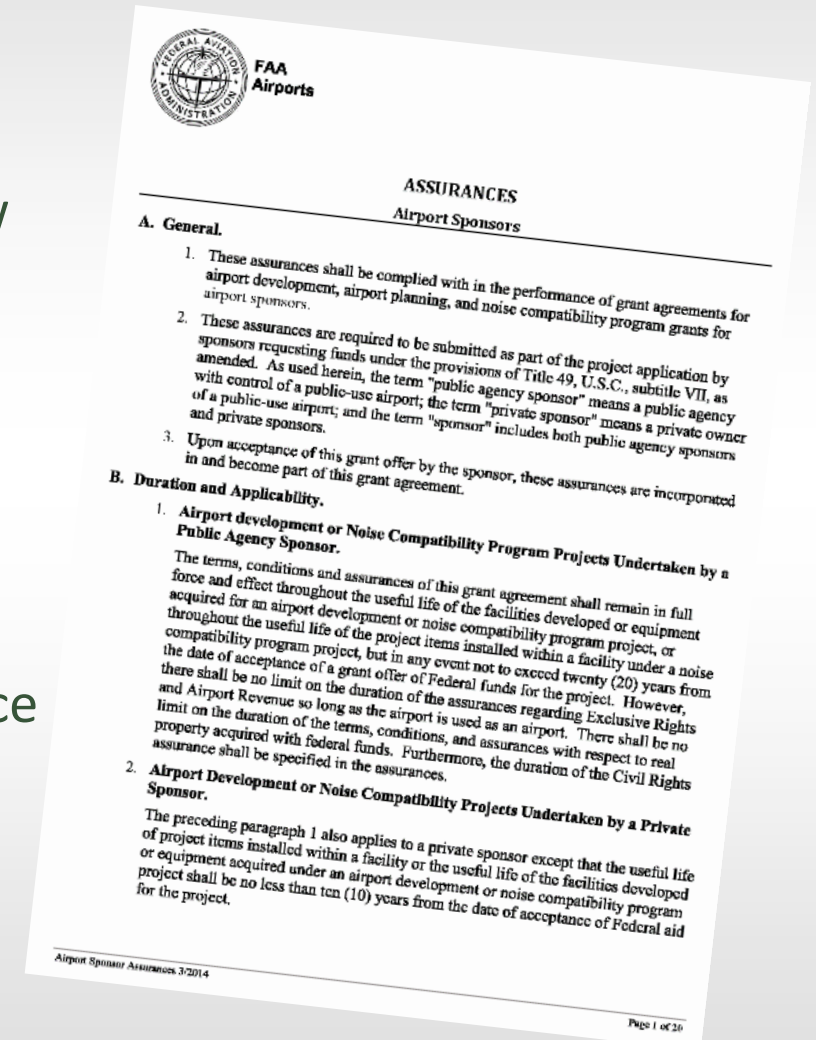 FEDERAL AVIATION ADMINISTRATION
FAA
Airports
ASSURANCES
Airport Sponsors
A. General.
1. These assurances shall be complied with in the performance of grant agreements for
airport development, airport planning, and noise compatibility program grants for
airport sponsors.
2. These assurances are required to be submitted as part of the project application by
sponsors requesting funds under the provisions of Title 49, U.S.C., subtitle VII, as
amended. As used herein, the term "public agency sponsor" means a public agency
with control of a public-use airport; the term "private sponsor" means a private owner
of a public-use airport; and the term "sponsor" includes both public agency sponsors
and private sponsors.
3. Upon acceptance of this grant offer by the sponsor, these assurances are incorporated
in and become part of this grant agreement.
B. Duration and Applicability.
1. Airport development or Noise Compatibility Program Projects Undertaken by a
Public Agency Sponsor.
The terms, conditions and assurances of this grant agreement shall remain in full
force and effect throughout the useful life of the facilities developed or equipment
acquired for an airport development or noise compatibility program project, or
throughout the useful life of the project items installed within a facility under a noise
compatibility program project, but in any event not to exceed twenty (20) years from
the date of acceptance of a grant offer of Federal funds for the project. However,
there shall be no limit on the duration of the assurances regarding Exclusive Rights
and Airport Revenue so long as the airport is used as an airport. There shall be no
limit on the duration of the terms, conditions, and assurances with respect to real
property acquired with federal funds. Furthermore, the duration of the Civil Rights
assurance shall be specified in the assurances.
ce
2. Airport Development or Noise Compatibility Projects Undertaken by a Private
Sponsor.
The preceding paragraph 1 also applies to a private sponsor except that the useful life
of project items installed within a facility or the useful life of the facilities developed
or equipment acquired under an airport development or noise compatibility program
project shall be no less than ten (10) years from the date of acceptance of Federal aid
for the project.
Airport Sponsor Assurances 3/2014
Page 1 of 20